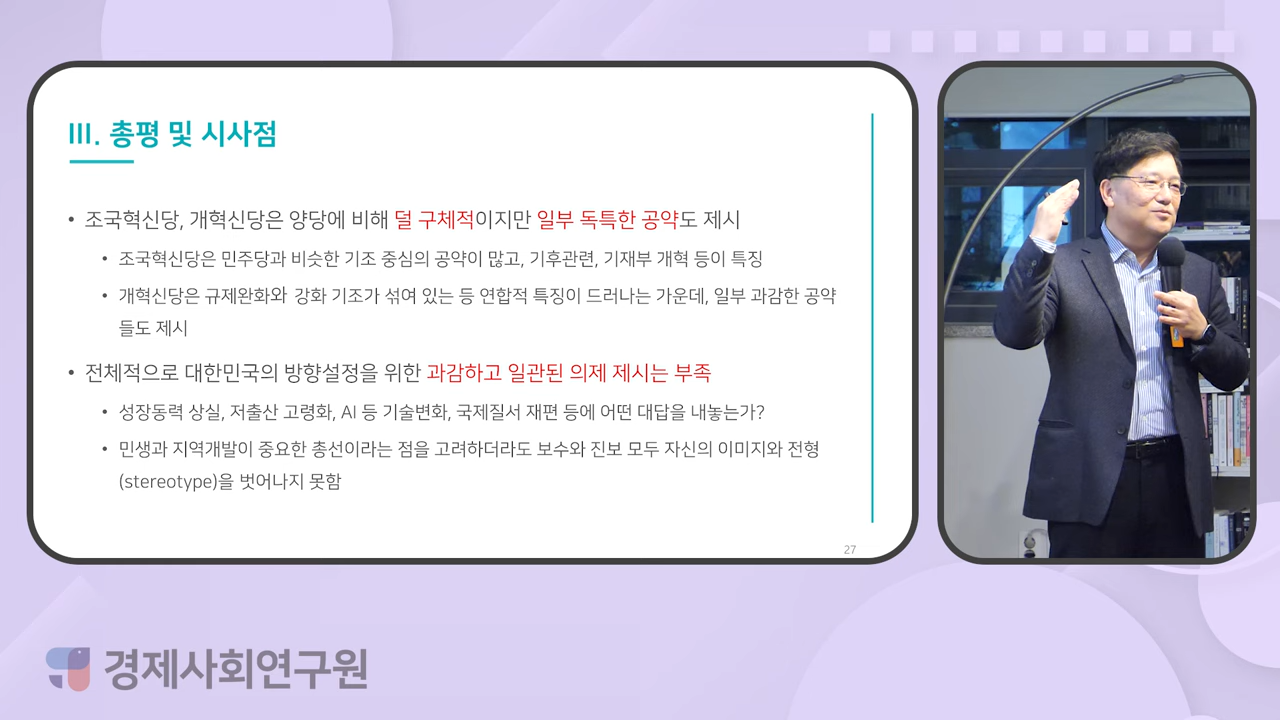 III. 총평 및 시사점
• 조국혁신당, 개혁신당은 양당에 비해 덜 구체적이지만 일부 독특한 공약도 제시
• 조국혁신당은 민주당과 비슷한 기조 중심의 공약이 많고, 기후관련, 기재부 개혁 등이 특징
• 개혁신당은 규제완화와 강화 기조가 섞여 있는 등 연합적 특징이 드러나는 가운데, 일부 과감한 공약
들도 제시
• 전체적으로 대한민국의 방향설정을 위한 과감하고 일관된 의제 제시는 부족
• 성장동력 상실, 저출산 고령화, AI 등 기술변화, 국제질서 재편 등에 어떤 대답을 내놓는가?
• 민생과 지역개발이 중요한 총선이라는 점을 고려하더라도 보수와 진보 모두 자신의 이미지와 전형
(stereotype)을 벗어나지 못함
27
경제사회연구원